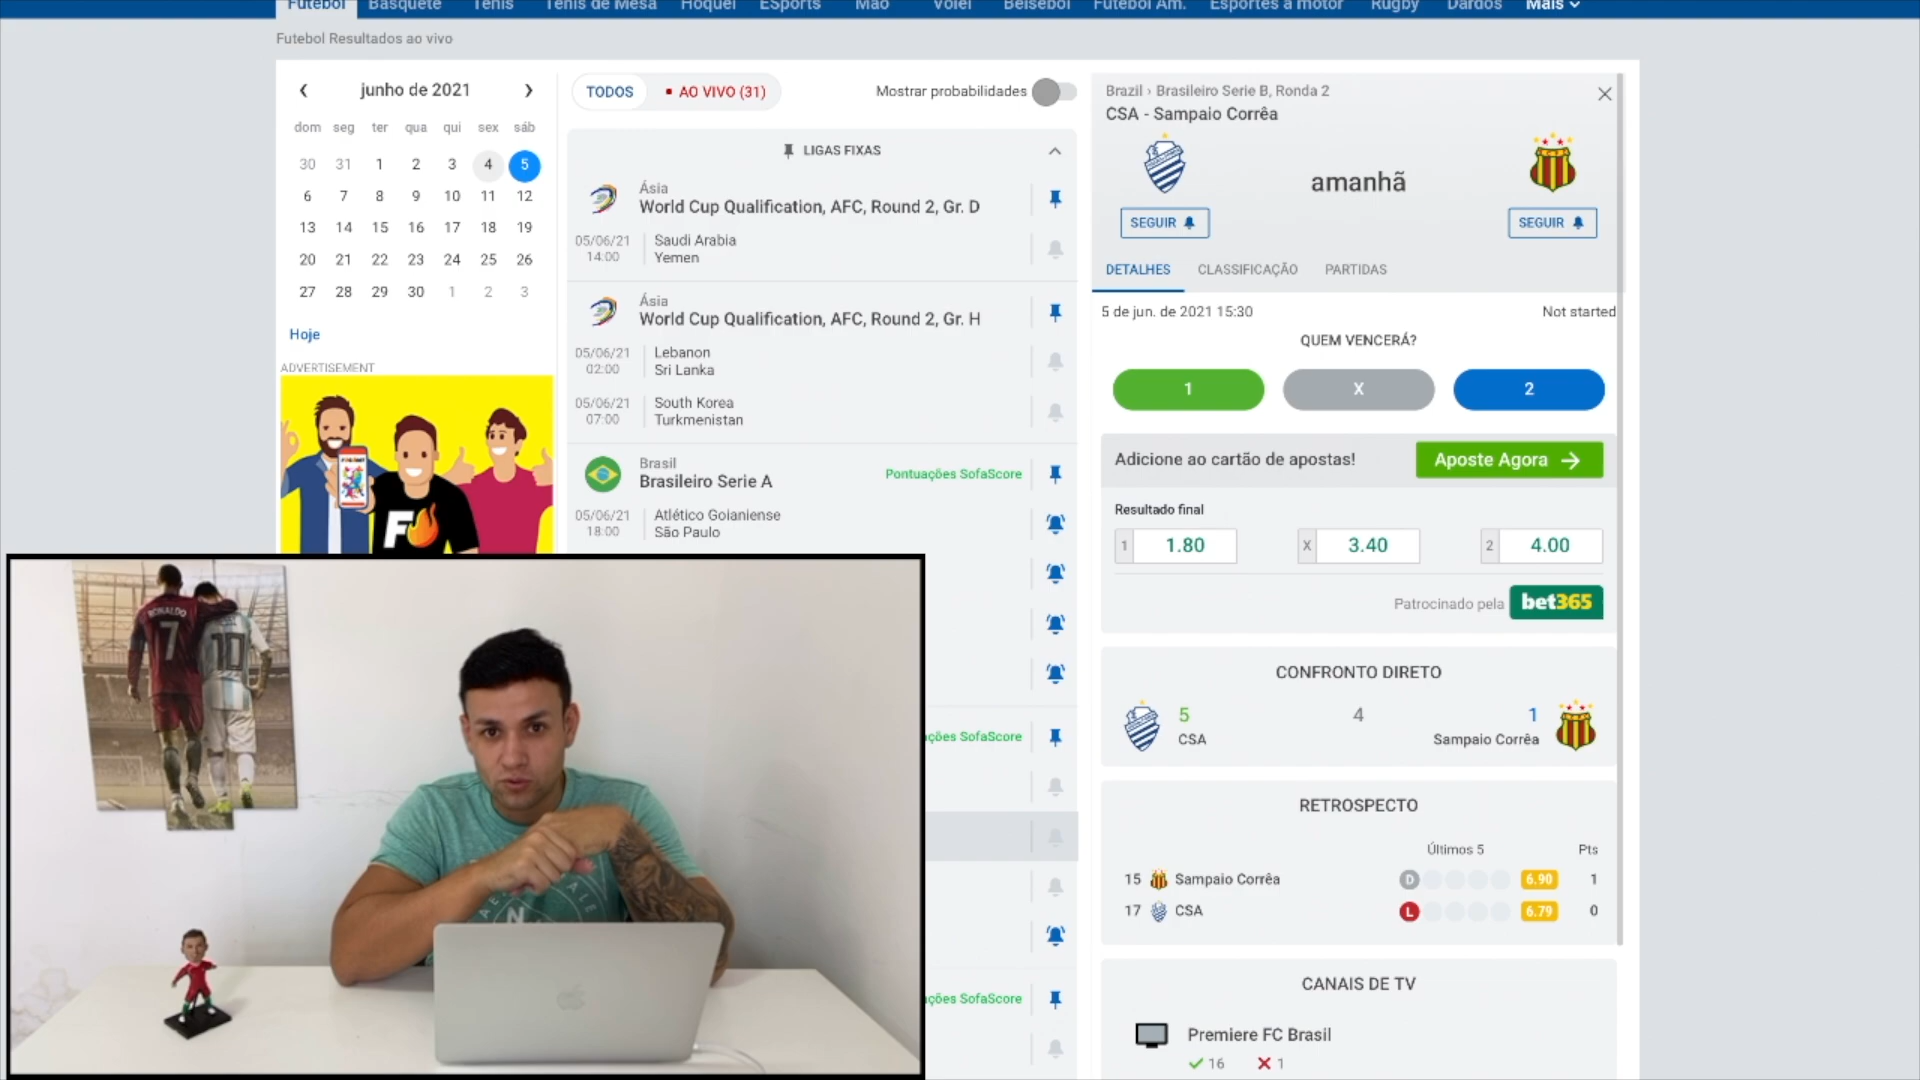 Futebol Basquete Tênis Tênis de Mesa Hóquei ESports Mão Vôlei Beisebol Futebol Am. Esportes a motor Rugby Dardos Mais
Futebol Resultados ao vivo
junho de 2021
dom seg ter qua qui sex sáb
30 31 1 2 3 4 5
6 7 8 9 10 11 12
13 14 15 16 17 18 19
20 21 22 23 24 25 26
27 28 29 30 1 2 3
Hoje
ADVERTISEMENT
TODOS
AO VIVO (31)
Mostrar probabilidades
LIGAS FIXAS
Ásia
World Cup Qualification, AFC, Round 2, Gr. D
05/06/21 Saudi Arabia
14:00 Yemen
Ásia
World Cup Qualification, AFC, Round 2, Gr. H
05/06/21 Lebanon
02:00 Sri Lanka
05/06/21 South Korea
07:00 Turkmenistan
Brasil
Brasileiro Serie A
Pontuações SofaScore
05/06/21 Atlético Goianiense
18:00 São Paulo
ções SofaScore
ções SofaScore
Brazil › Brasileiro Serie B, Ronda 2
CSA - Sampaio Corrêa
amanhã
SEGUIR
SEGUIR
DETALHES CLASSIFICAÇÃO PARTIDAS
5 de jun. de 2021 15:30 Not started
QUEM VENCERÁ?
1 X 2
Adicione ao cartão de apostas!
Aposte Agora
Resultado final
1 1.80 X 3.40 2 4.00
Patrocinado pela bet365
CONFRONTO DIRETO
5 4 1
CSA Sampaio Corrêa
RETROSPECTO
Últimos 5 Pts
15 Sampaio Corrêa D 6.90 1
17 CSA L 6.79 0
CANAIS DE TV
Premiere FC Brasil
16 1
RONALDO
7
10